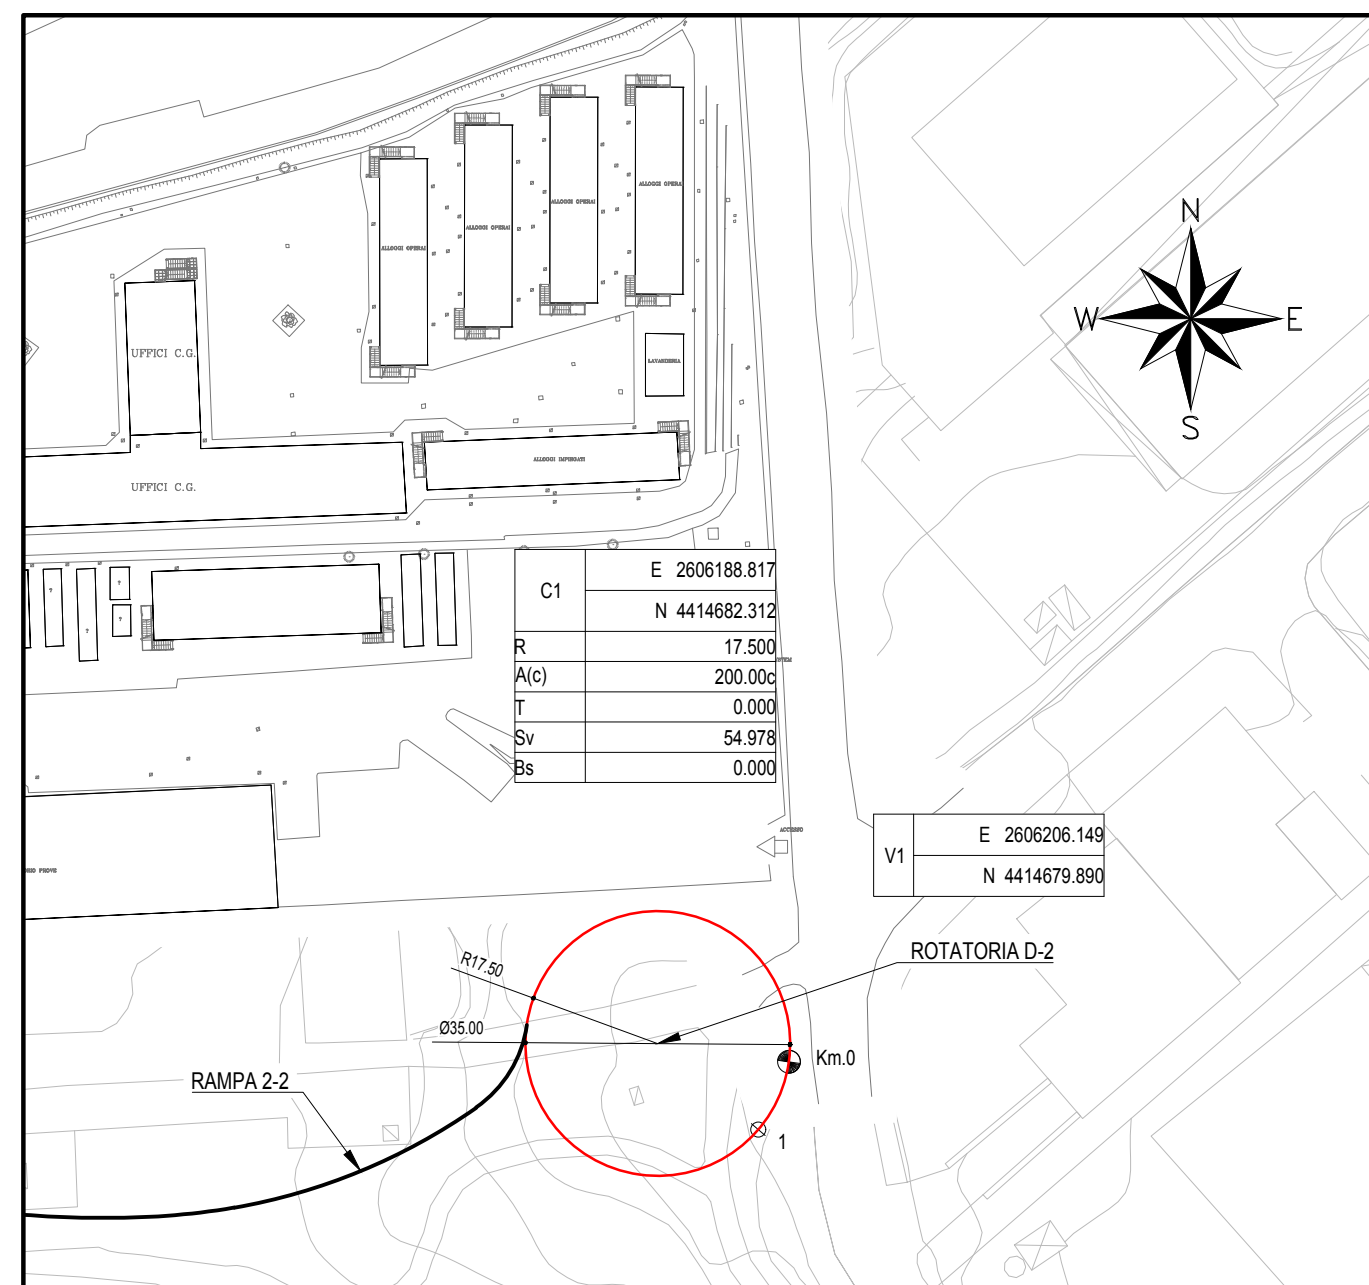 ALLOGGI OPERAI
ALLOGGI OPERAI
ALLOGGI OPERAI
ALLOGGI OPERAI
N
W
E
S
UFFICI C.G.
LAVANDERIA
ALLOGGI IMPIEGATI
UFFICI C.G.
C1
E 2606188.817
N 4414682.312
R 17.500
A(c) 200.00c
T 0.000
Sv 54.978
Bs 0.000
?
?
?
?
V1
E 2606206.149
N 4414679.890
ACCESSO
ROTATORIA D-2
R17.50
Ø35.00
Km.0
RAMPA 2-2
1